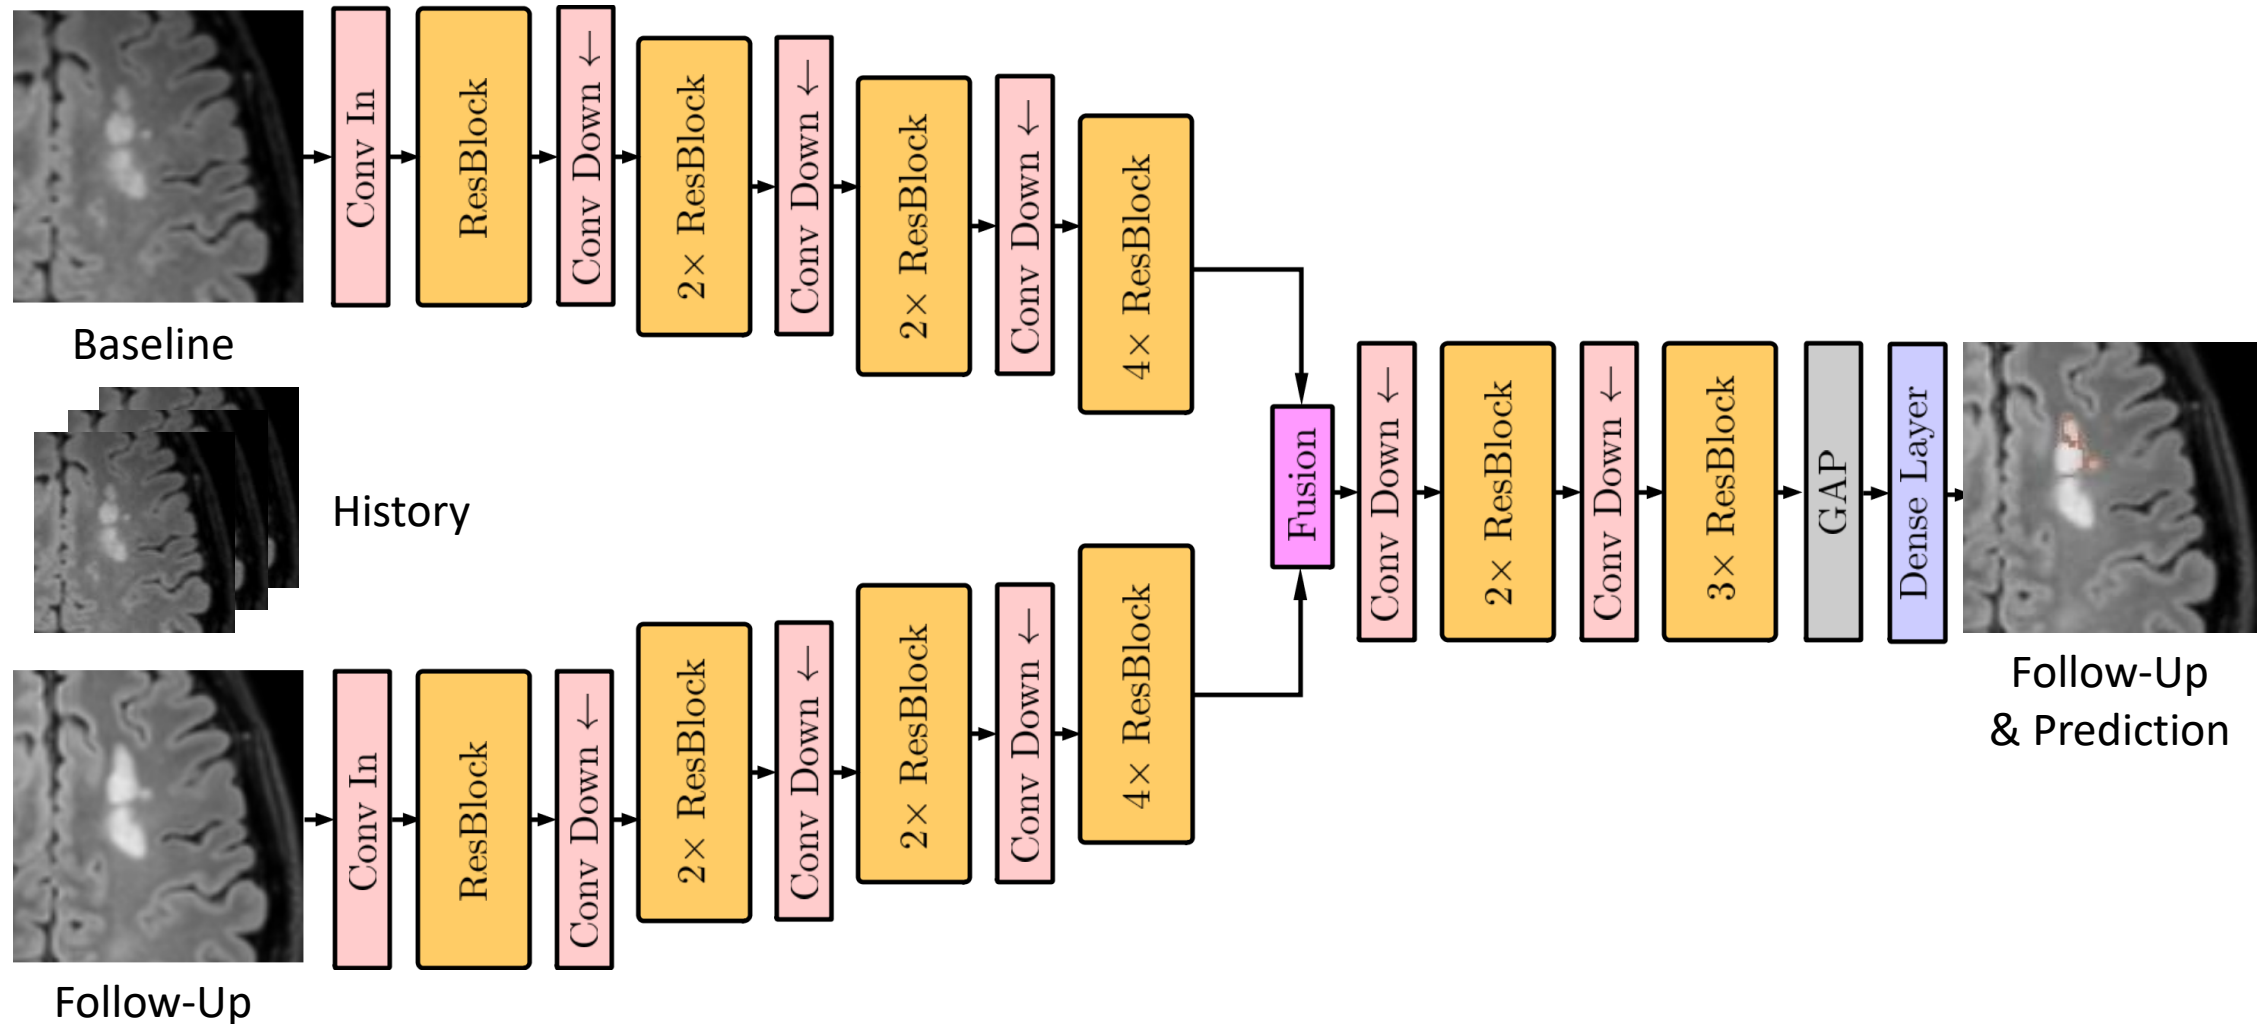 Conv In
ResBlock
Conv Down ↓
2× ResBlock
Conv Down ↓
2× ResBlock
Conv Down ↓
4× ResBlock
Baseline
History
Fusion
Conv Down ↓
2× ResBlock
Conv Down ↓
3× ResBlock
GAP
Dense Layer
Follow-Up
& Prediction
Conv In
ResBlock
Conv Down ↓
2× ResBlock
Conv Down ↓
2× ResBlock
Conv Down ↓
4× ResBlock
Follow-Up